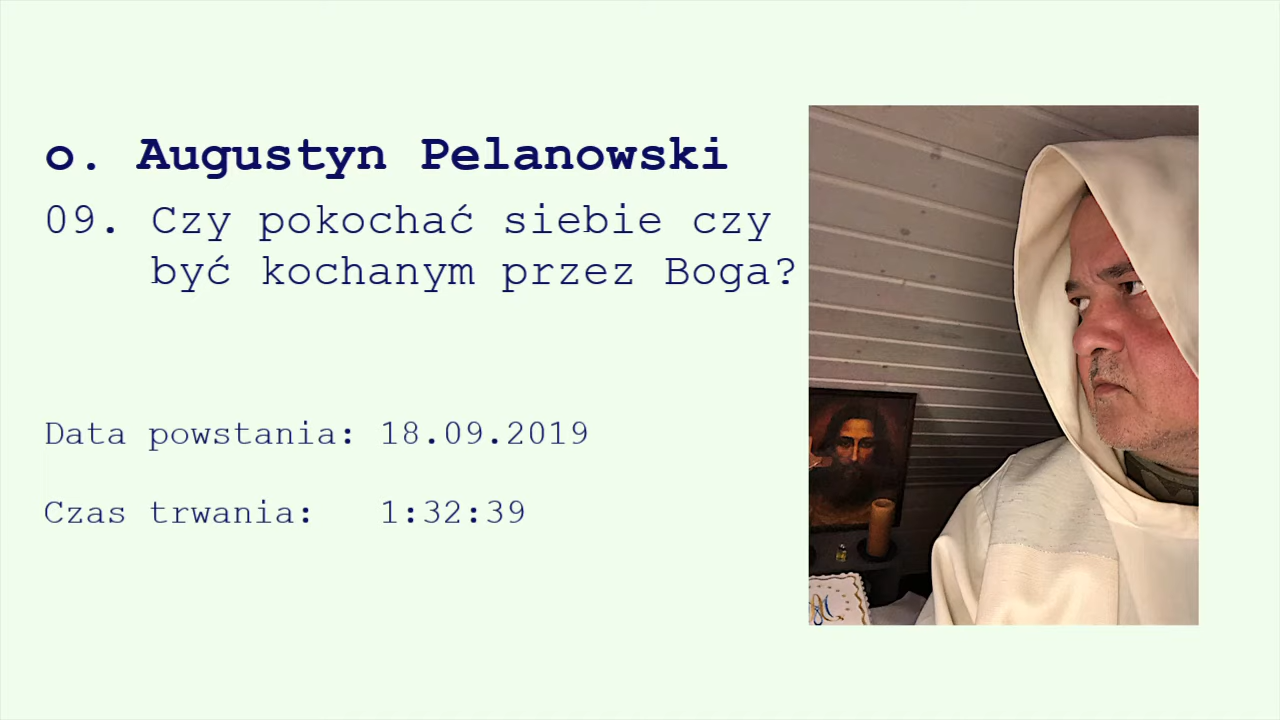 o. Augustyn Pelanowski
09. Czy pokochać siebie czy
być kochanym przez Boga?
Data powstania: 18.09.2019
Czas trwania: 1:32:39